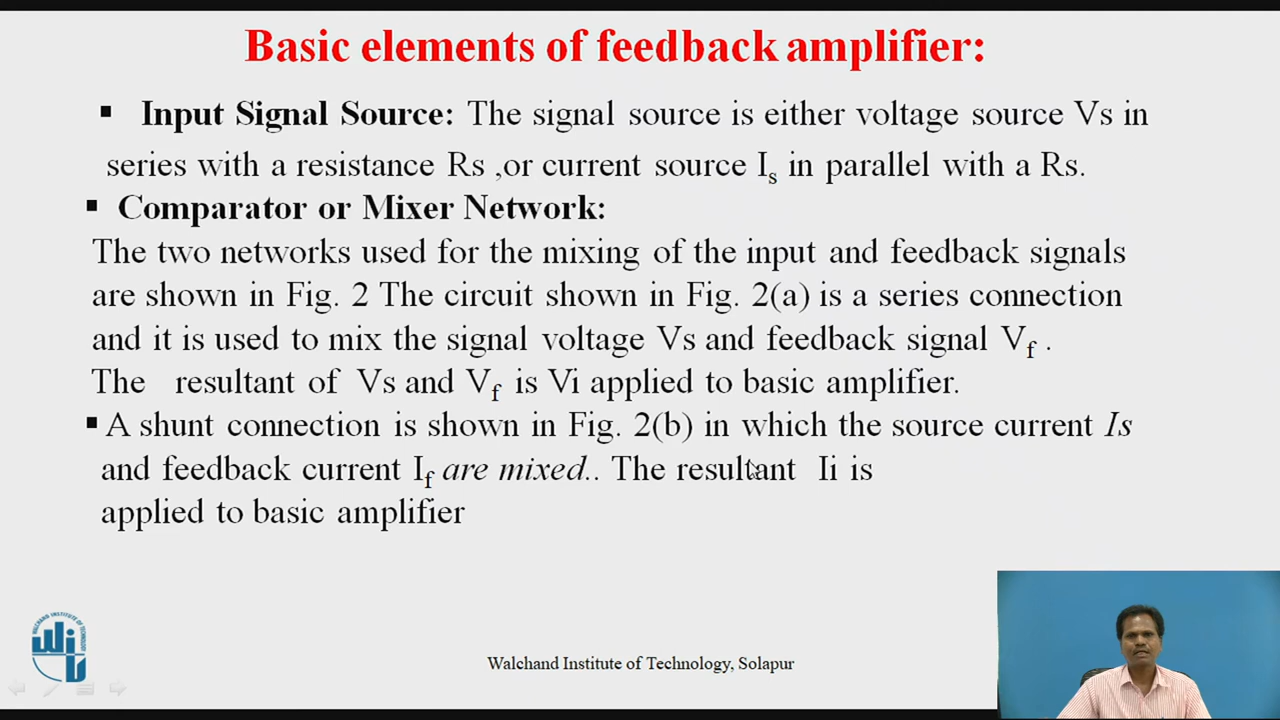 Basic elements of feedback amplifier:
▪ Input Signal Source: The signal source is either voltage source Vs in
series with a resistance Rs ,or current source Is in parallel with a Rs.
▪ Comparator or Mixer Network:
The two networks used for the mixing of the input and feedback signals
are shown in Fig. 2 The circuit shown in Fig. 2(a) is a series connection
and it is used to mix the signal voltage Vs and feedback signal Vf .
The resultant of Vs and Vf is Vi applied to basic amplifier.
▪ A shunt connection is shown in Fig. 2(b) in which the source current Is
and feedback current If are mixed.. The resultant Ii is
applied to basic amplifier
WALCHAND INSTITUTE OF TECHNOLOGY
WIT
Walchand Institute of Technology, Solapur